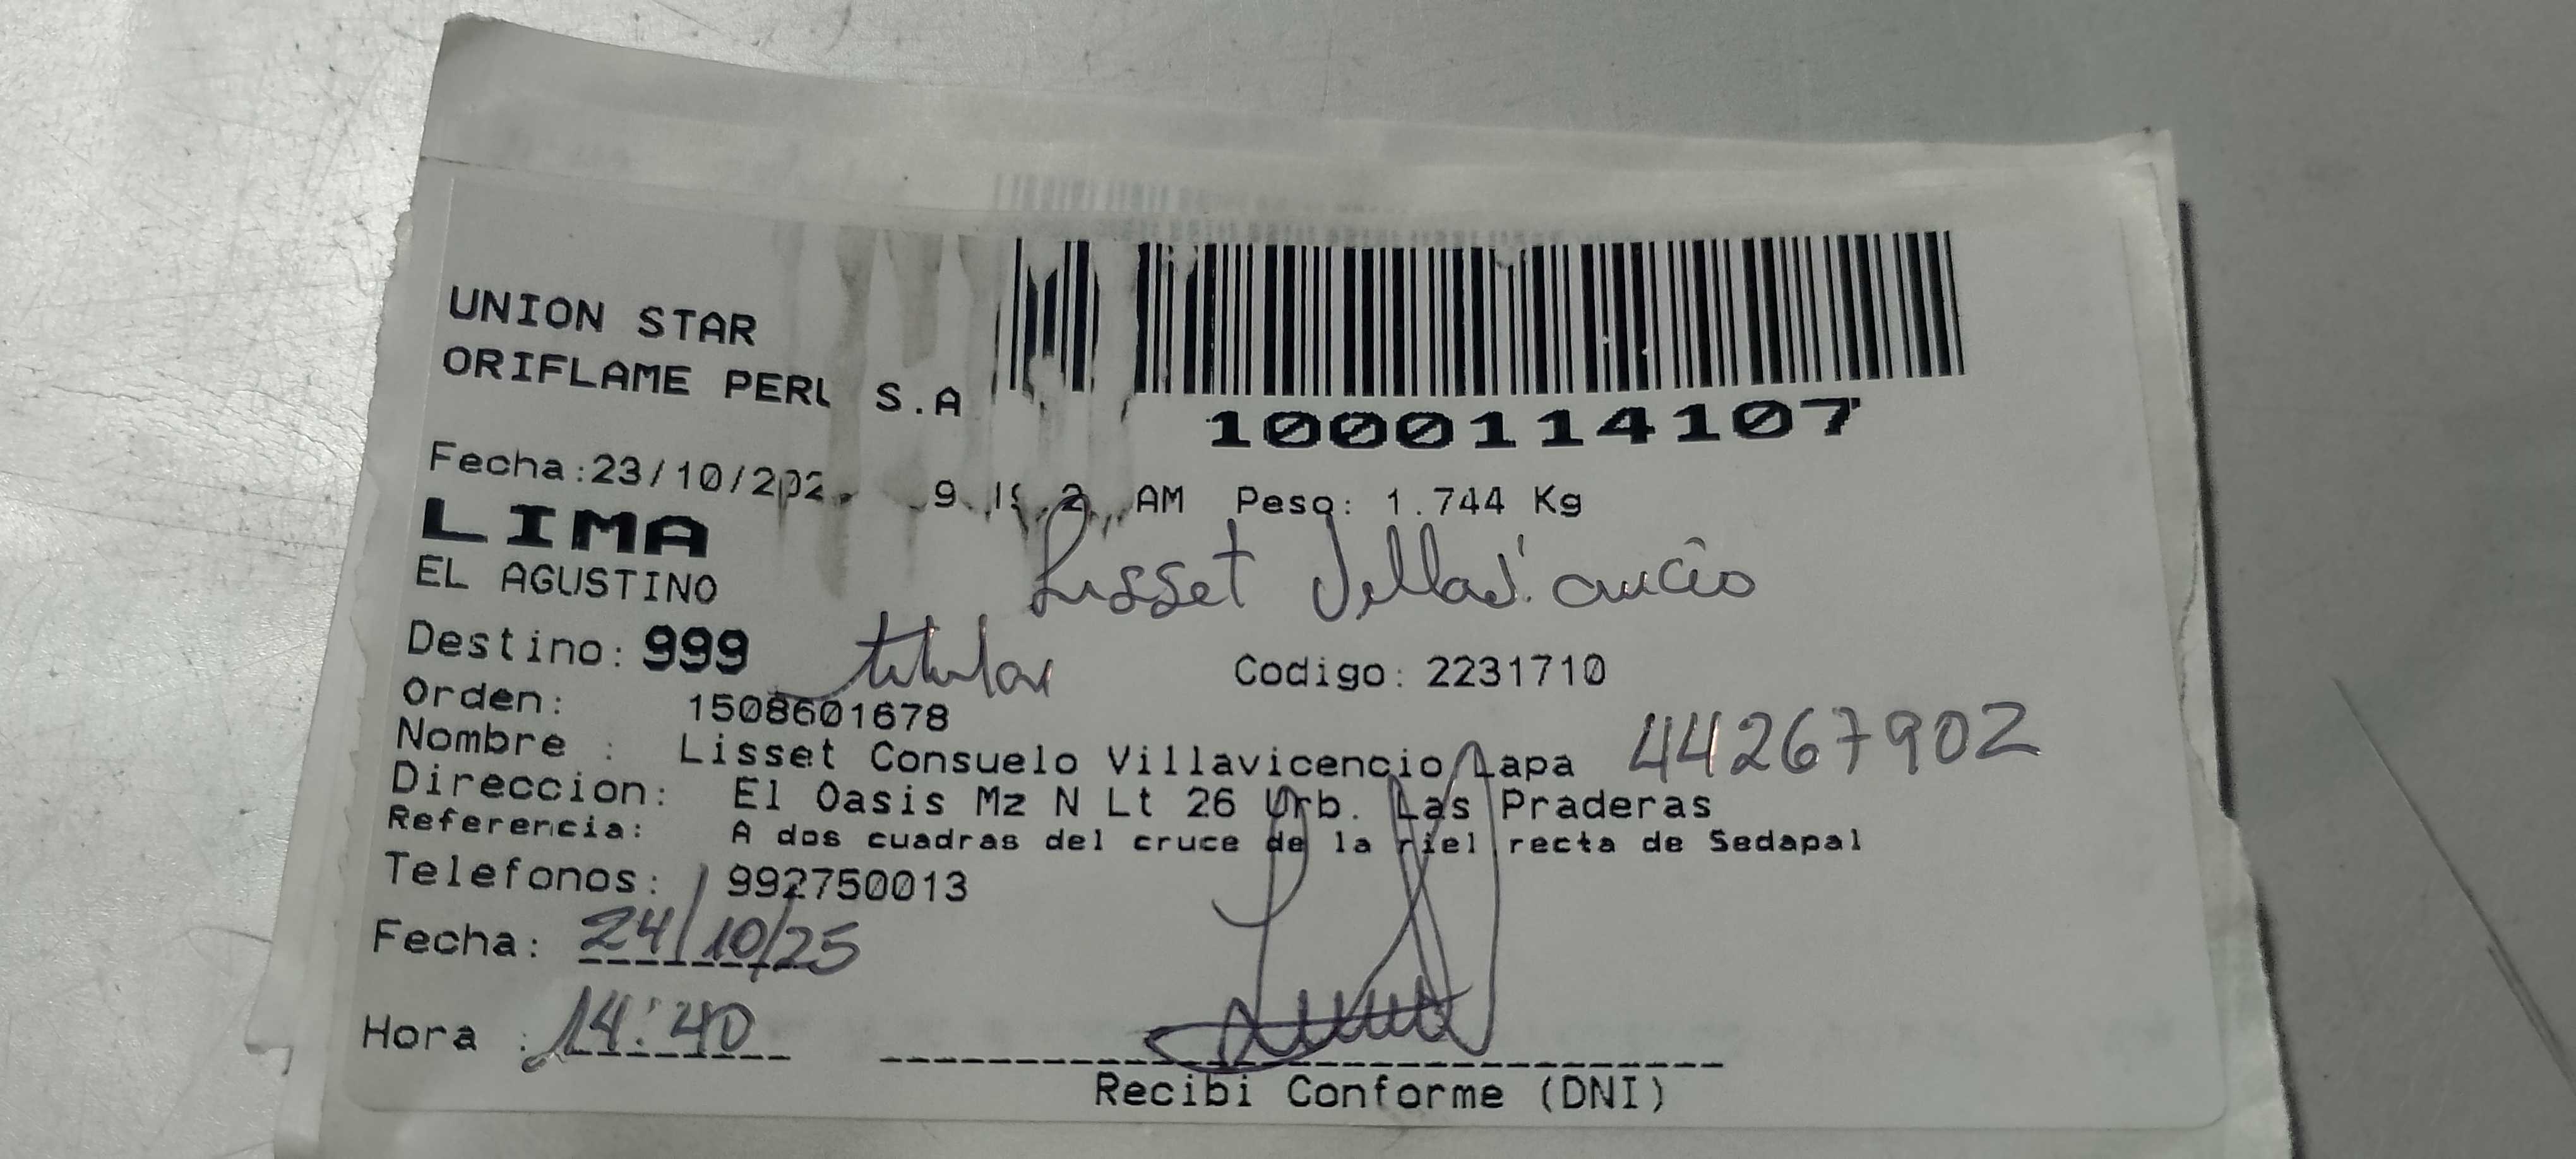 UNION STAR
ORIFLAME PERU S.A
1000114107
Fecha:23/10/202 AM Peso: 1.744 Kg
LIMA
EL AGUSTINO
Lisset Villavicencio
Destino: 999 titular Codigo: 2231710
Orden: 1508601678
Nombre : Lisset Consuelo Villavicencio Lapa 44267902
Direccion: El Oasis Mz N Lt 26 Urb. Las Praderas
Referencia: A dos cuadras del cruce de la riel recta de Sedapal
Telefonos: 992750013
Fecha: 24/10/25
Hora : 14:40
Recibi Conforme (DNI)